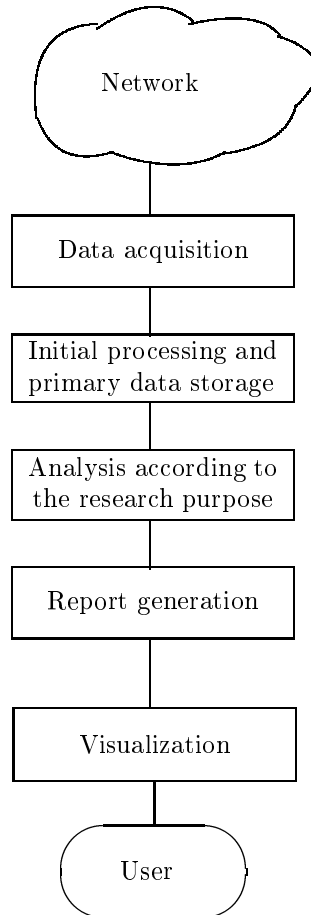 Network
Data acquisition
Initial processing and
primary data storage
Analysis according to
the research purpose
Report generation
Visualization
User